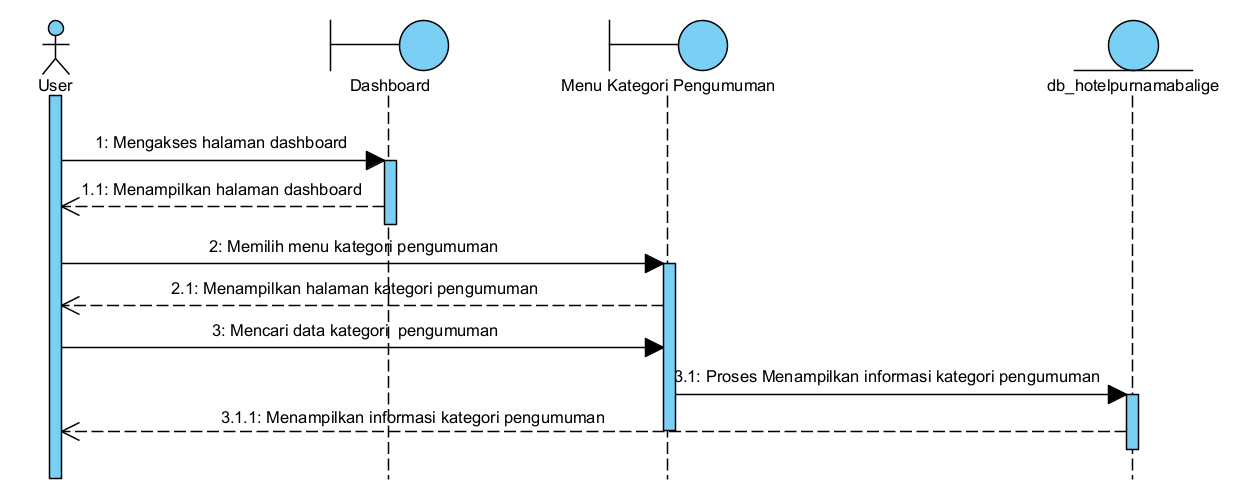 User
Dashboard
Menu Kategori Pengumuman
db_hotelpurnamabalige
1: Mengakses halaman dashboard
1.1: Menampilkan halaman dashboard
2: Memilih menu kategori pengumuman
2.1: Menampilkan halaman kategori pengumuman
3: Mencari data kategori pengumuman
3.1: Proses Menampilkan informasi kategori pengumuman
3.1.1: Menampilkan informasi kategori pengumuman